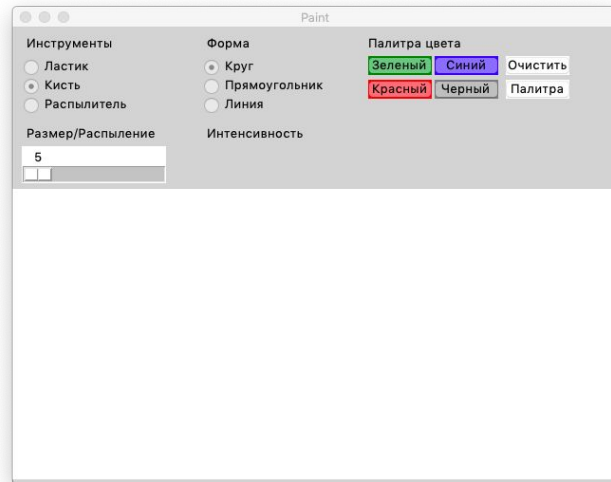 Paint
Инструменты
Ластик
Кисть
Распылитель
Размер/Распыление
5
Форма
Круг
Прямоугольник
Линия
Интенсивность
Палитра цвета
Зеленый Синий Очистить
Красный Черный Палитра